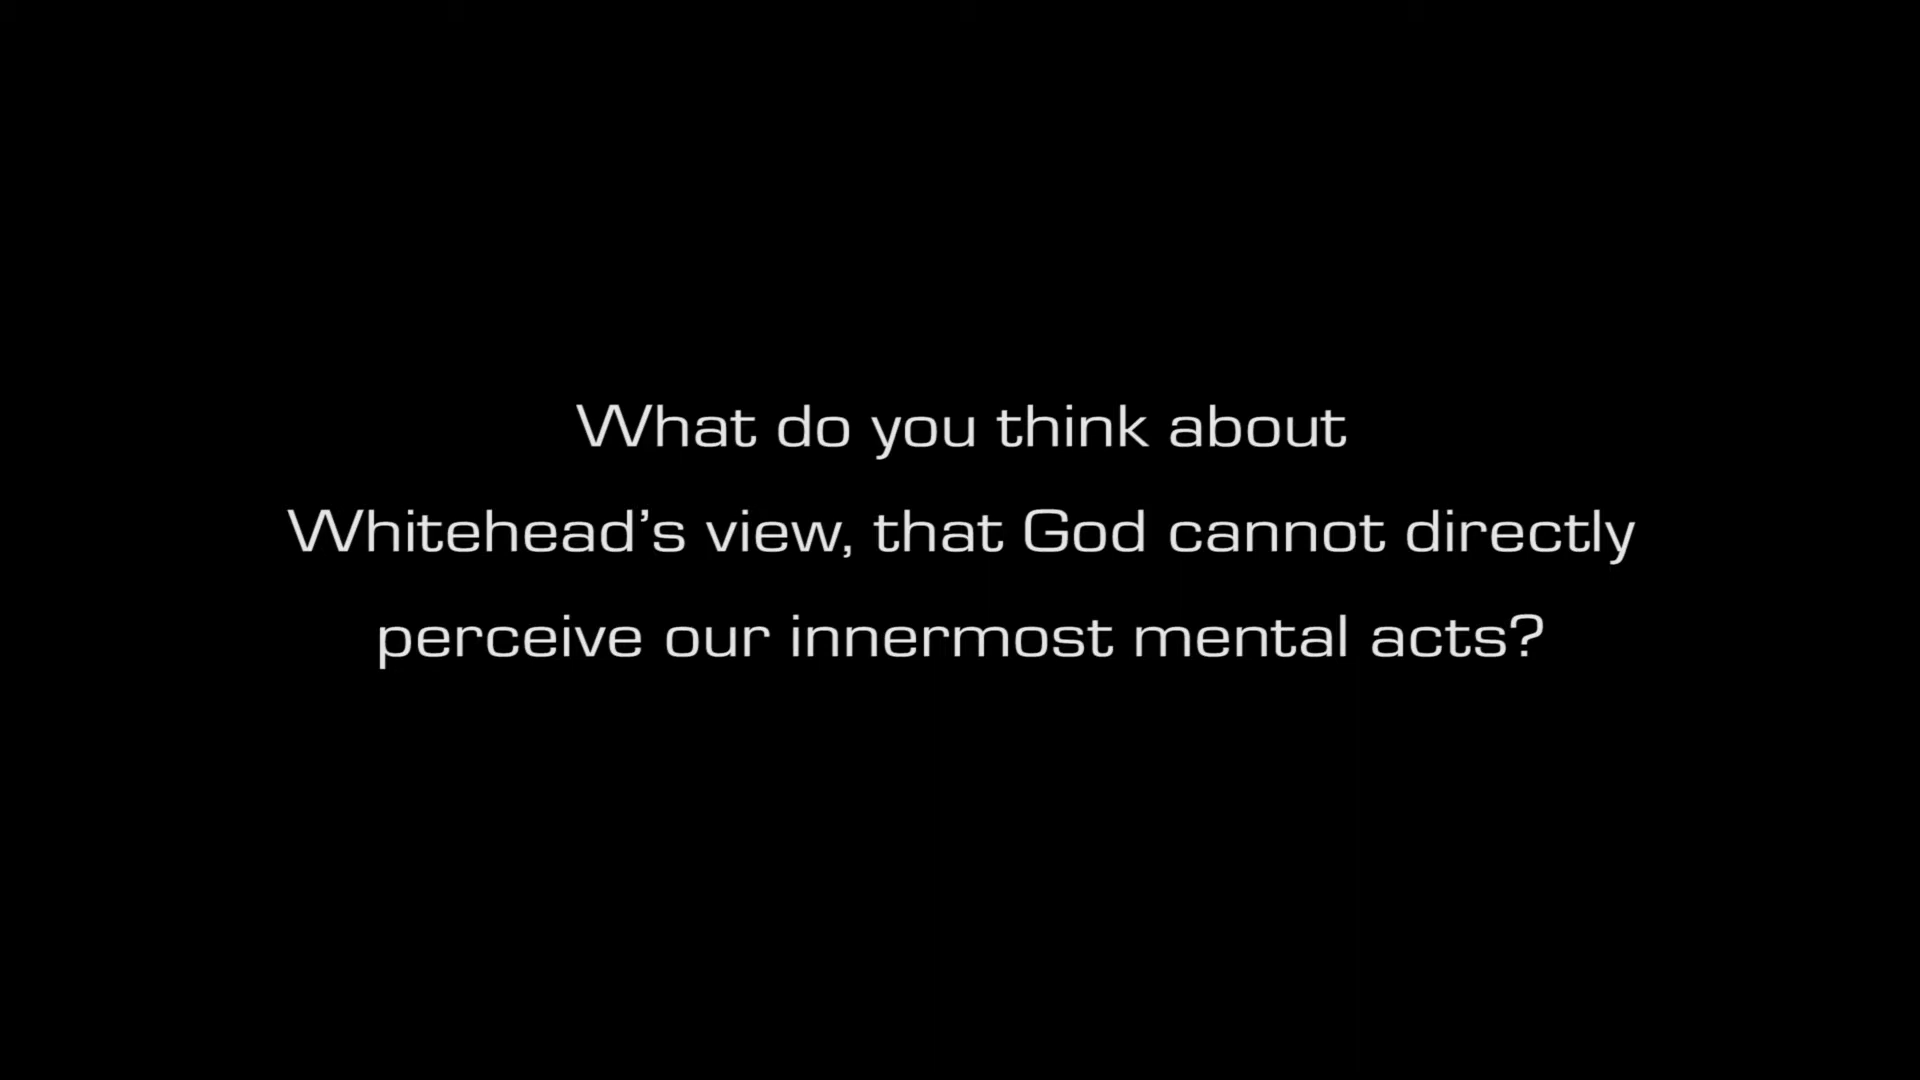 What do you think about
Whitehead’s view, that God cannot directly
perceive our innermost mental acts?